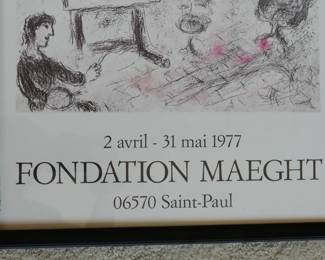 2 avril - 31 mai 1977
FONDATION MAEGHT
06570 Saint-Paul